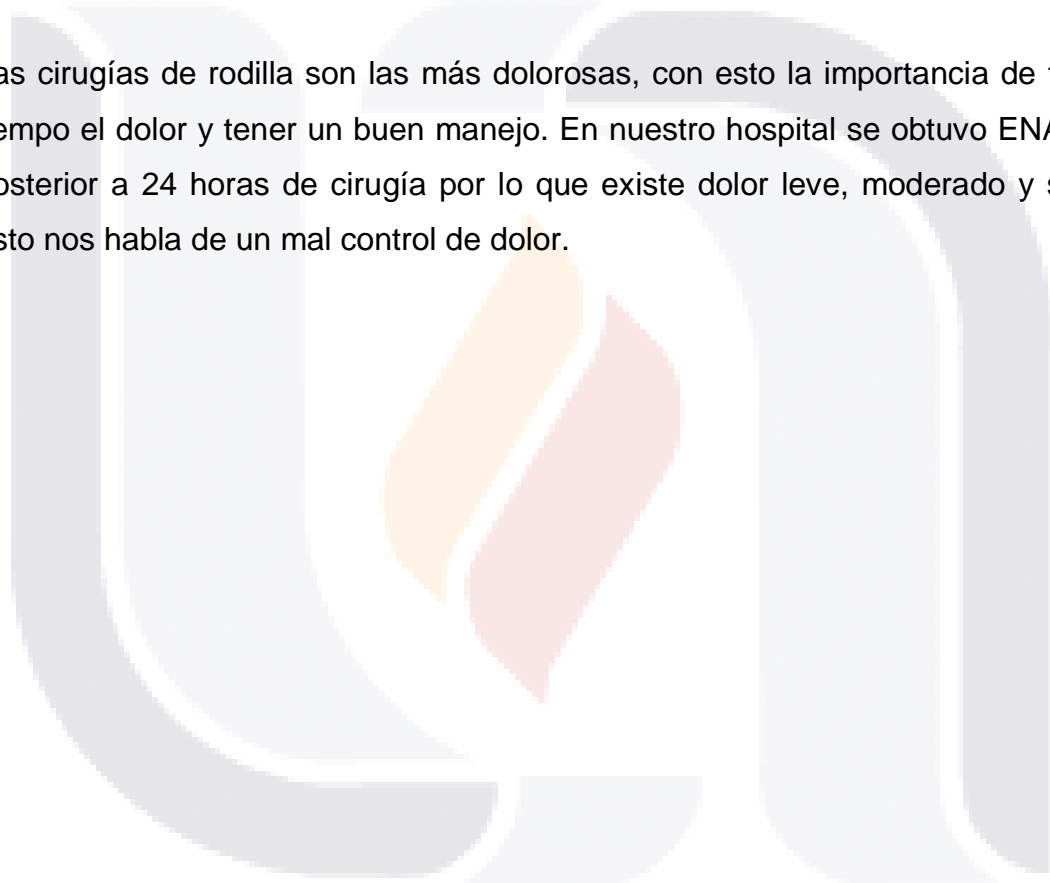 as cirugías de rodilla son las más dolorosas, con esto la importancia de
empo el dolor y tener un buen manejo. En nuestro hospital se obtuvo ENA
osterior a 24 horas de cirugía por lo que existe dolor leve, moderado y
sto nos habla de un mal control de dolor.